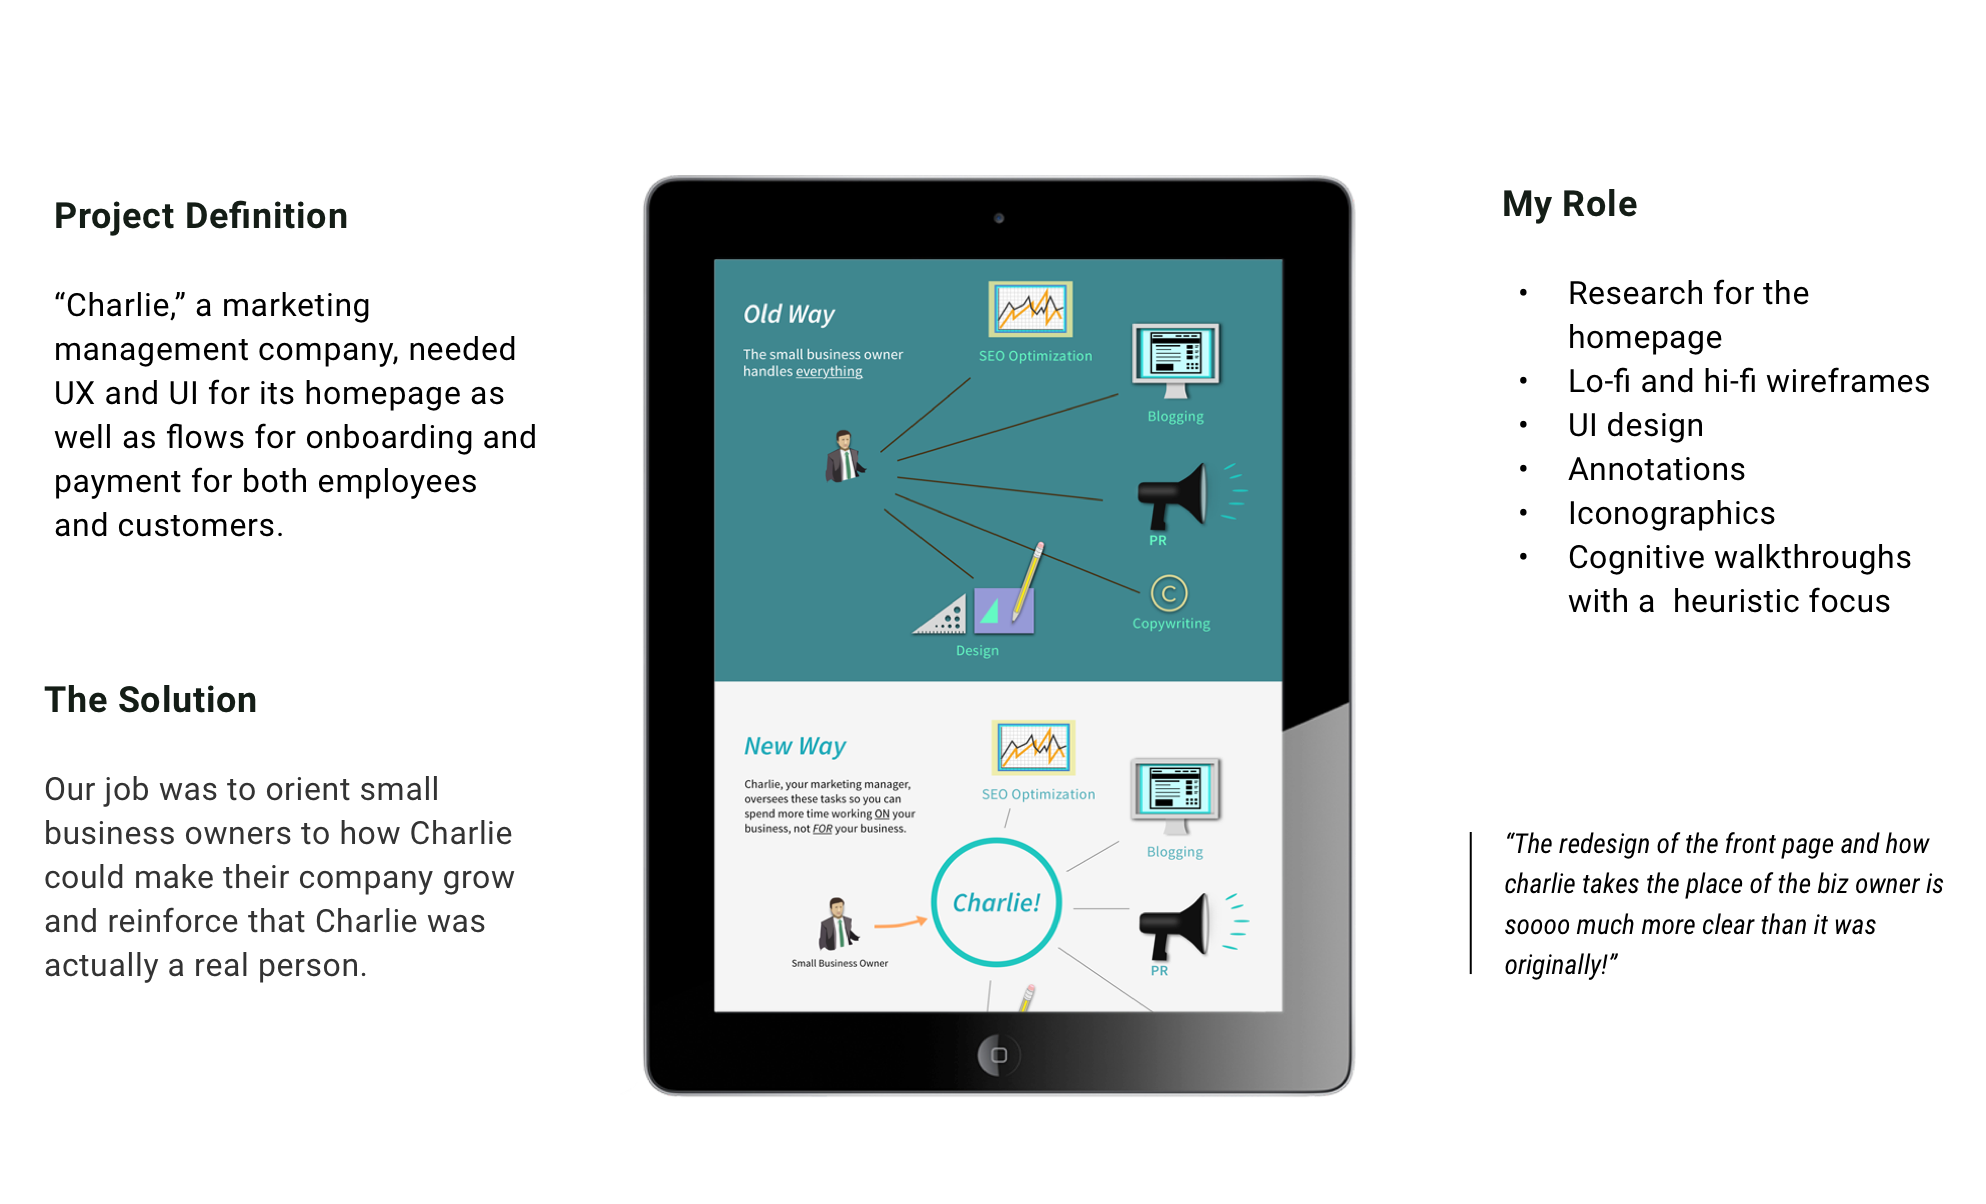 Project Definition
“Charlie,” a marketing
management company, needed
UX and UI for its homepage as
well as flows for onboarding and
payment for both employees
and customers.
The Solution
Our job was to orient small
business owners to how Charlie
could make their company grow
and reinforce that Charlie was
actually a real person.
Old Way
The small business owner
handles everything
SEO Optimization
Blogging
PR
C
Copywriting
Design
New Way
Charlie, your marketing manager,
oversees these tasks so you can
spend more time working ON your
business, not FOR your business.
SEO Optimization
Blogging
Charlie!
Small Business Owner
PR
My Role
• Research for the
homepage
• Lo-fi and hi-fi wireframes
• UI design
• Annotations
• Iconographics
• Cognitive walkthroughs
with a  heuristic focus
“The redesign of the front page and how
charlie takes the place of the biz owner is
soooo much more clear than it was
originally!”